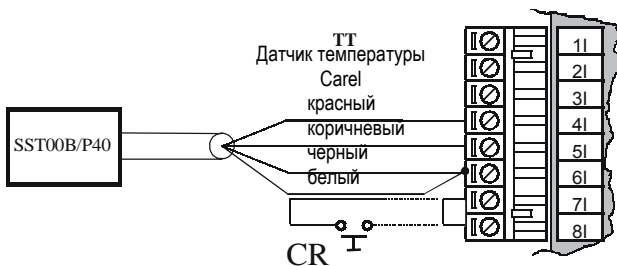 TT
Датчик температуры
Carel
красный
коричневый
черный
белый
SST00B/P40
CR
1I
2I
3I
4I
5I
6I
7I
8I